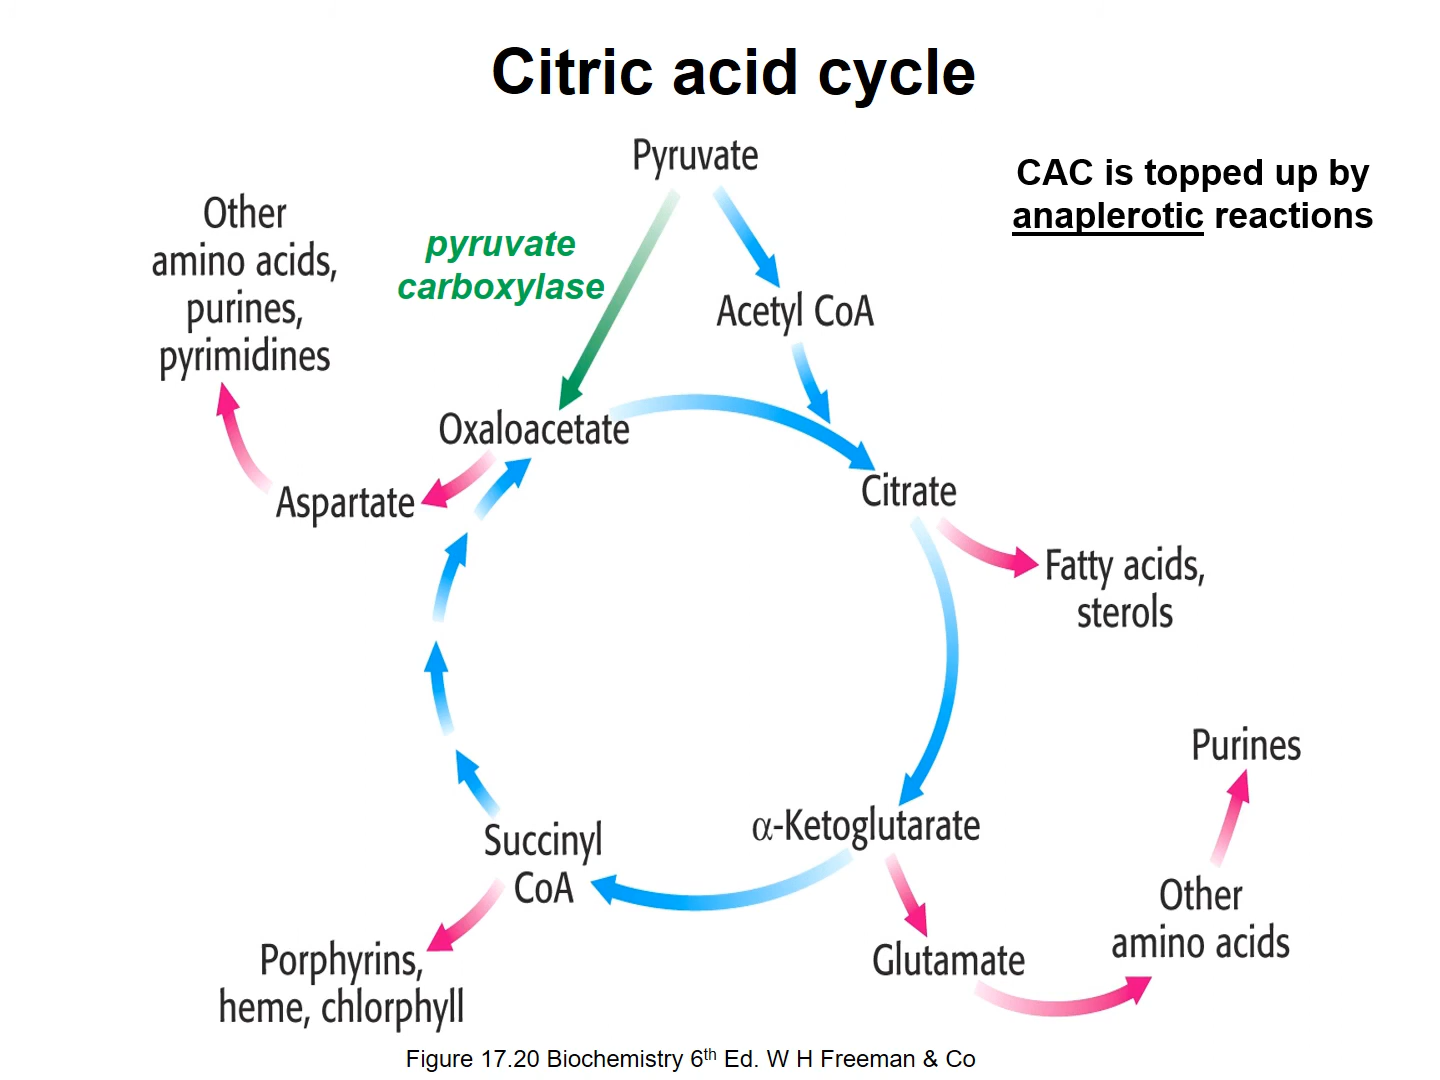 Citric acid cycle
Pyruvate
CAC is topped up by
anaplerotic reactions
Other
amino acids,
purines,
pyrimidines
pyruvate
carboxylase
Acetyl CoA
Oxaloacetate
Aspartate
Citrate
Fatty acids,
sterols
Purines
Succinyl
CoA
α-Ketoglutarate
Other
amino acids
Glutamate
Porphyrins,
heme, chlorphyll
Figure 17.20 Biochemistry 6th Ed. W H Freeman & Co